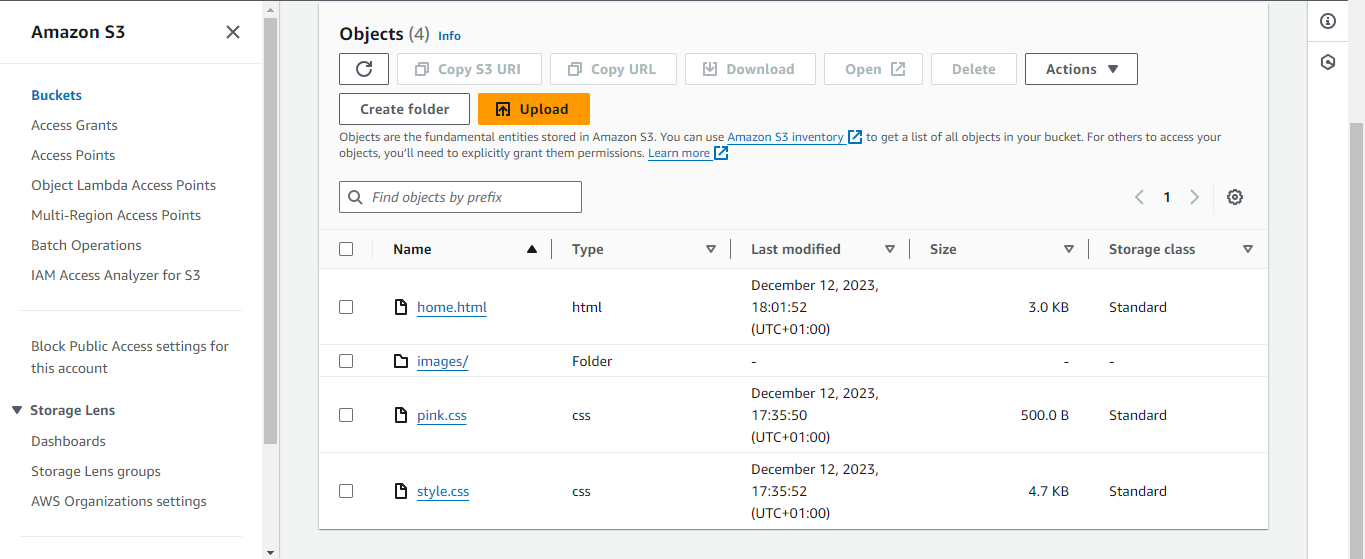 Amazon S3
Buckets
Access Grants
Access Points
Object Lambda Access Points
Multi-Region Access Points
Batch Operations
IAM Access Analyzer for S3
Block Public Access settings for
this account
Storage Lens
Dashboards
Storage Lens groups
AWS Organizations settings
Objects (4) Info
Copy S3 URI Copy URL Download Open Delete Actions
Create folder Upload
Objects are the fundamental entities stored in Amazon S3. You can use Amazon S3 inventory to get a list of all objects in your bucket. For others to access your
objects, you'll need to explicitly grant them permissions. Learn more
Find objects by prefix 1
Name Type Last modified Size Storage class
December 12, 2023,
home.html html 18:01:52 3.0 KB Standard
(UTC+01:00)
images/ Folder - - -
December 12, 2023,
pink.css css 17:35:50 500.0 B Standard
(UTC+01:00)
December 12, 2023,
style.css css 17:35:52 4.7 KB Standard
(UTC+01:00)